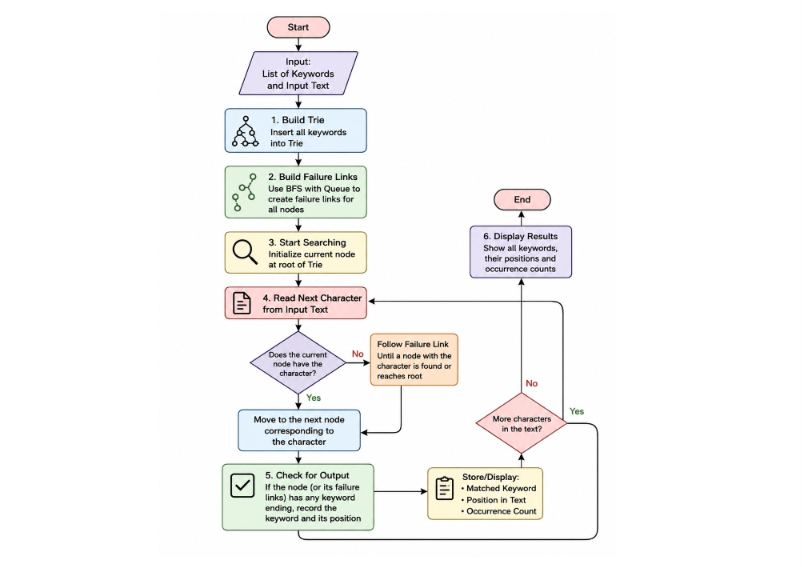 Start
Input:
List of Keywords
and Input Text
1. Build Trie
Insert all keywords
into Trie
2. Build Failure Links
Use BFS with Queue to
create failure links for
all nodes
3. Start Searching
Initialize current node
at root of Trie
4. Read Next Character
from Input Text
Does the current
node have the
character?
No
Follow Failure Link
Until a node with the
character is found or
reaches root
Yes
Move to the next node
corresponding to
the character
5. Check for Output
If the node (or its failure
links) has any keyword
ending, record the
keyword and its position
Store/Display:
• Matched Keyword
• Position in Text
• Occurrence Count
More characters
in the text?
Yes
No
6. Display Results
Show all keywords,
their positions and
occurrence counts
End